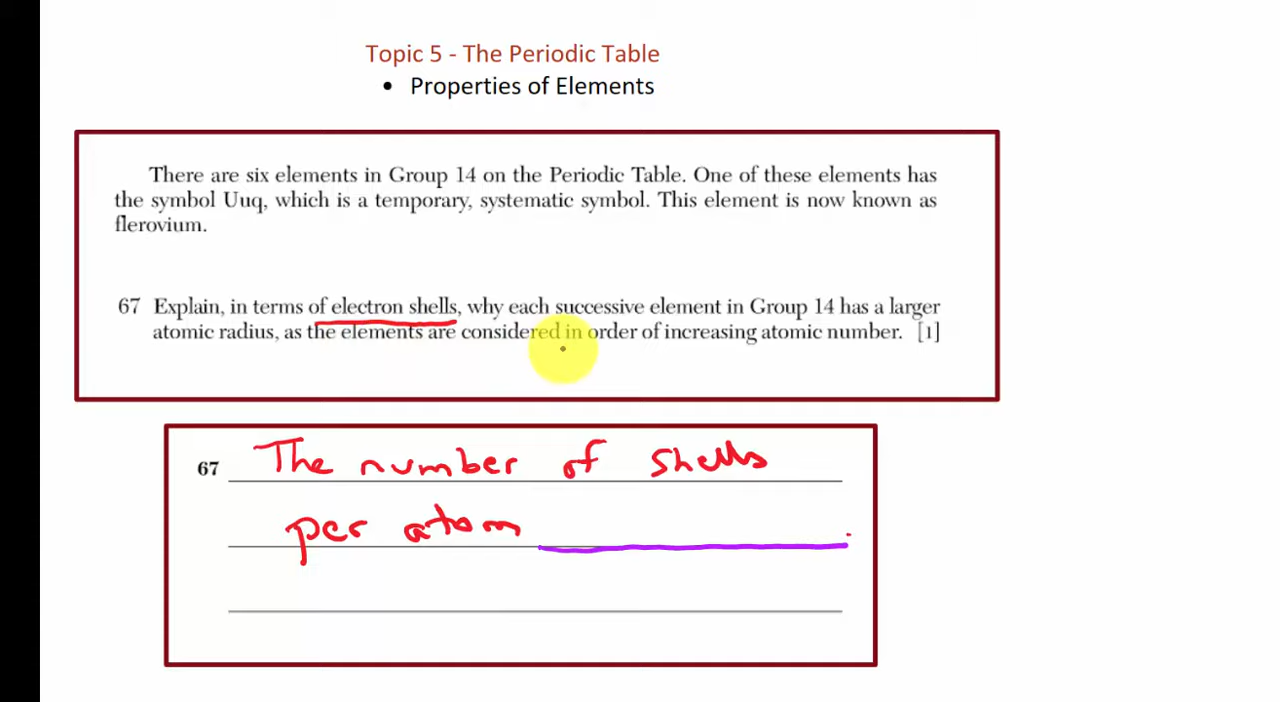 Topic 5 - The Periodic Table
• Properties of Elements
There are six elements in Group 14 on the Periodic Table. One of these elements has
the symbol Uuq, which is a temporary, systematic symbol. This element is now known as
flerovium.
67 Explain, in terms of electron shells, why each successive element in Group 14 has a larger
atomic radius, as the elements are considered in order of increasing atomic number. [1]
67 The number of shells
per atom .